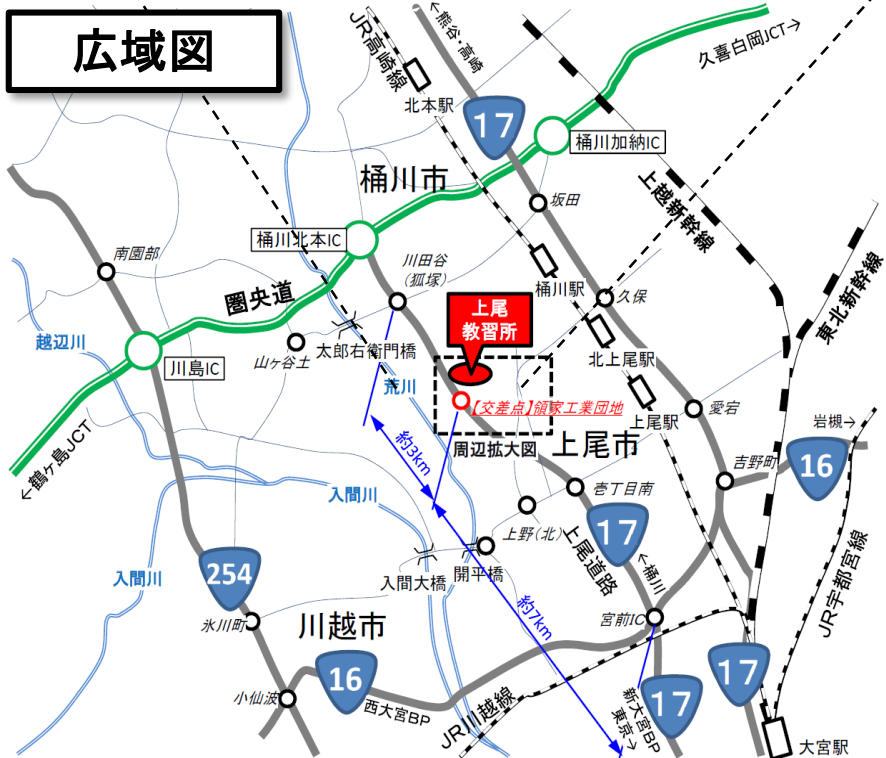 広域図
JR高崎線
←熊谷・高崎
久喜白岡JCT→
北本駅
17
桶川加納IC
桶川市
上越新幹線
坂田
桶川北本IC
南園部
川田谷
(狐塚)
東北新幹線
桶川駅
圏央道
久保
上尾
教習所
越辺川
山ケ谷土
太郎右衛門橋
北上尾駅
川島IC
荒川
【交差点】領家工業団地
上尾駅
愛宕
岩槻→
←鶴ヶ島JCT
約3km
周辺拡大図
上尾市
吉野町
16
入間川
壱丁目南
上野(北)
17
上尾道路
JR宇都宮線
入間川
254
入間大橋
開平橋
←桶川
氷川町
川越市
約7km
宮前IC
16
小仙波
西大宮BP
JR川越線
新大宮BP
東京→
17
17
大宮駅